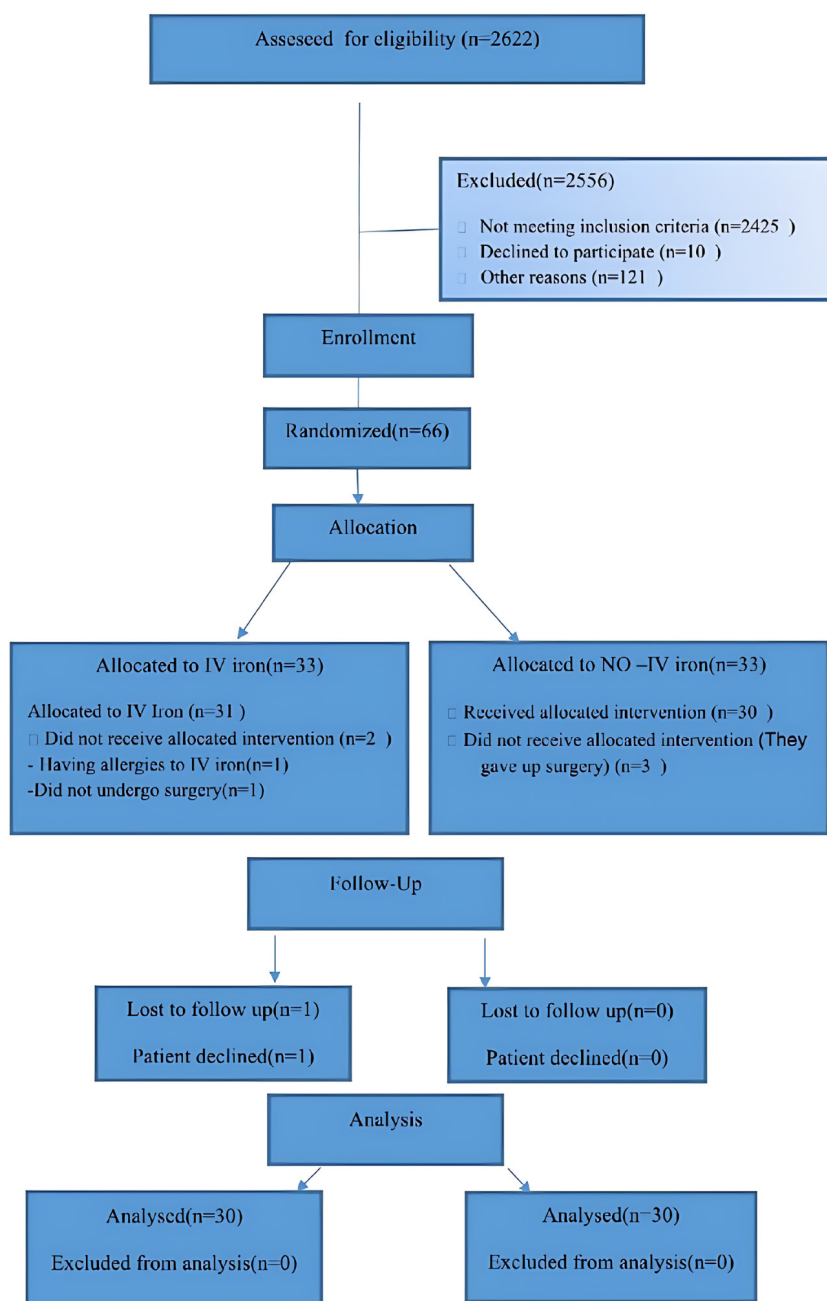 Asseseed for eligibility (n=2622)
Excluded(n=2556)
Not meeting inclusion criteria (n=2425 )
Declined to participate (n=10 )
Other reasons (n=121 )
Enrollment
Randomized(n=66)
Allocation
Allocated to IV iron(n=33)
Allocated to IV Iron (n=31 )
Did not receive allocated intervention (n=2 )
- Having allergies to IV iron(n=1)
-Did not undergo surgery(n=1)
Allocated to NO –IV iron(n=33)
Received allocated intervention (n=30 )
Did not receive allocated intervention (They
gave up surgery) (n=3 )
Follow-Up
Lost to follow up(n=1)
Patient declined(n=1)
Lost to follow up(n=0)
Patient declined(n=0)
Analysis
Analysed(n=30)
Excluded from analysis(n=0)
Analysed(n=30)
Excluded from analysis(n=0)